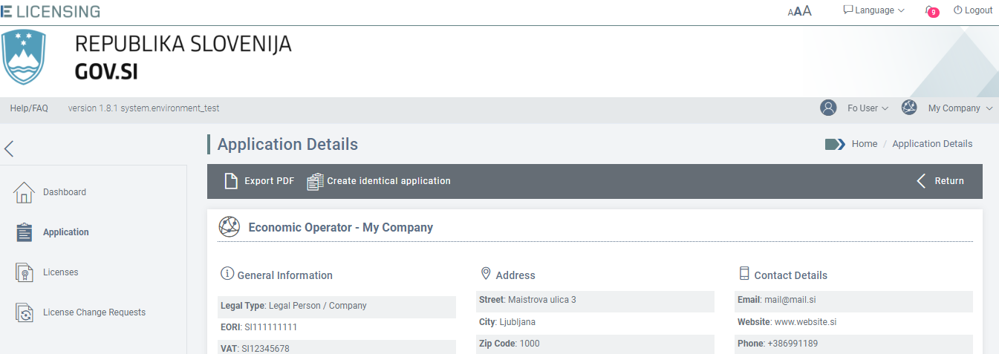 E LICENSING
AAA
Language
9
Logout
REPUBLIKA SLOVENIJA
GOV.SI
Help/FAQ
version 1.8.1 system.environment_test
Fo User
My Company
Application Details
Home / Application Details
Export PDF
Create identical application
Return
Dashboard
Application
Licenses
License Change Requests
Economic Operator - My Company
General Information
Legal Type: Legal Person / Company
EORI: SI111111111
VAT: SI12345678
Address
Street: Maistrova ulica 3
City: Ljubljana
Zip Code: 1000
Contact Details
Email: mail@mail.si
Website: www.website.si
Phone: +386991189